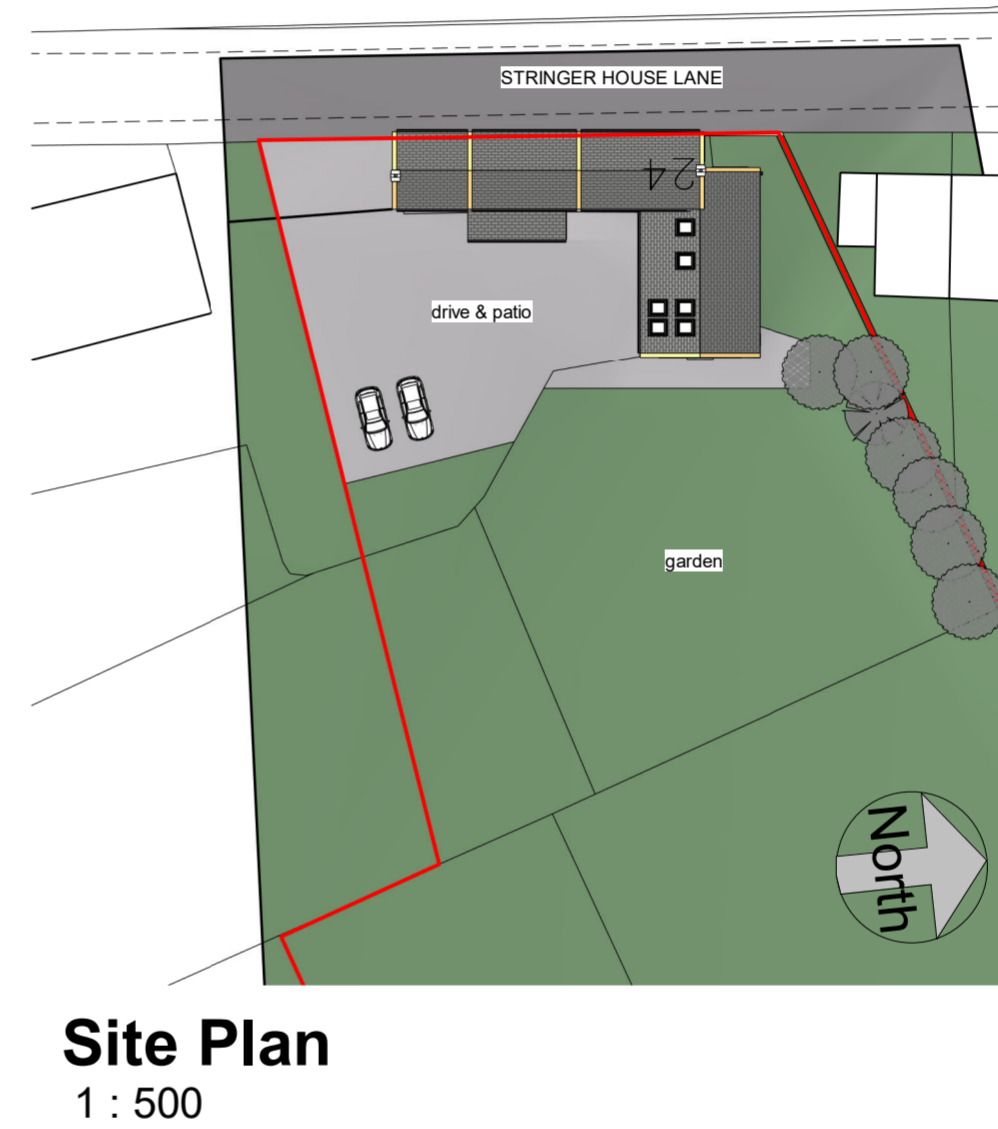 STRINGER HOUSE LANE
24
drive & patio
garden
North
Site Plan
1 : 500